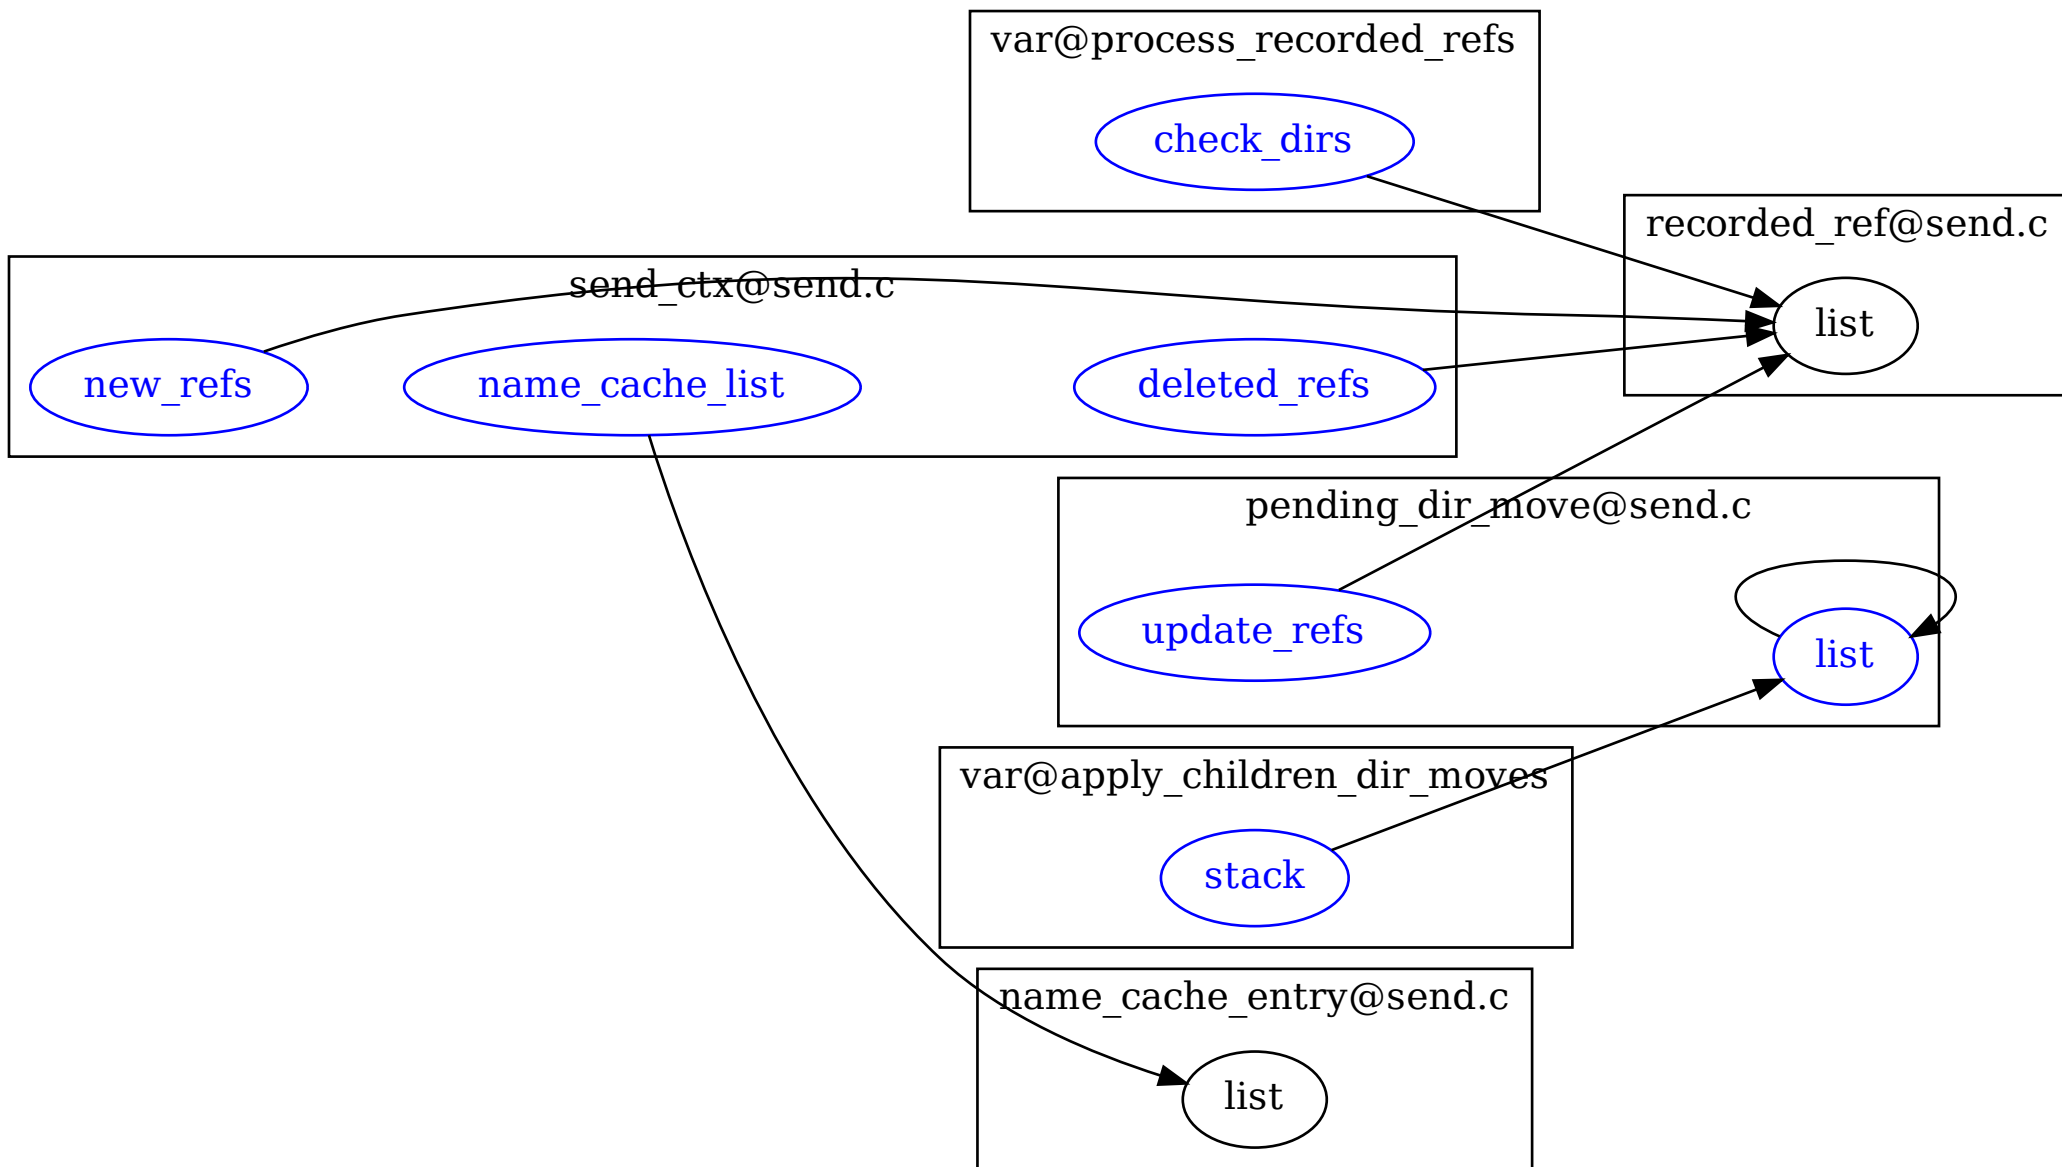 var@process_recorded_refs
check_dirs
recorded_ref@send.c
list
send_ctx@send.c
new_refs
name_cache_list
deleted_refs
pending_dir_move@send.c
update_refs
list
var@apply_children_dir_moves
stack
name_cache_entry@send.c
list